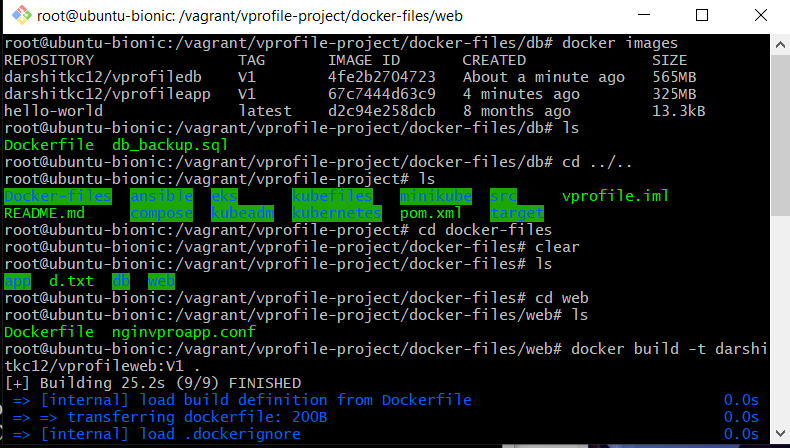 root@ubuntu-bionic: /vagrant/vprofile-project/docker-files/web
root@ubuntu-bionic:/vagrant/vprofile-project/docker-files/db# docker images
REPOSITORY TAG IMAGE ID CREATED SIZE
darshitkc12/vprofiledb V1 4fe2b2704723 About a minute ago 565MB
darshitkc12/vprofileapp V1 67c7444d63c9 4 minutes ago 325MB
hello-world latest d2c94e258dcb 8 months ago 13.3kB
root@ubuntu-bionic:/vagrant/vprofile-project/docker-files/db# ls
Dockerfile db_backup.sql
root@ubuntu-bionic:/vagrant/vprofile-project/docker-files/db# cd ../..
root@ubuntu-bionic:/vagrant/vprofile-project# ls
Docker-files ansible eks kubefiles minikube src vprofile.iml
README.md compose kubeadm kubernetes pom.xml target
root@ubuntu-bionic:/vagrant/vprofile-project# cd docker-files
root@ubuntu-bionic:/vagrant/vprofile-project/docker-files# clear
root@ubuntu-bionic:/vagrant/vprofile-project/docker-files# ls
app d.txt db web
root@ubuntu-bionic:/vagrant/vprofile-project/docker-files# cd web
root@ubuntu-bionic:/vagrant/vprofile-project/docker-files/web# ls
Dockerfile nginvproapp.conf
root@ubuntu-bionic:/vagrant/vprofile-project/docker-files/web# docker build -t darshi
tkc12/vprofileweb:V1 .
[+] Building 25.2s (9/9) FINISHED
=> [internal] load build definition from Dockerfile 0.0s
=> => transferring dockerfile: 200B 0.0s
=> [internal] load .dockerignore 0.0s